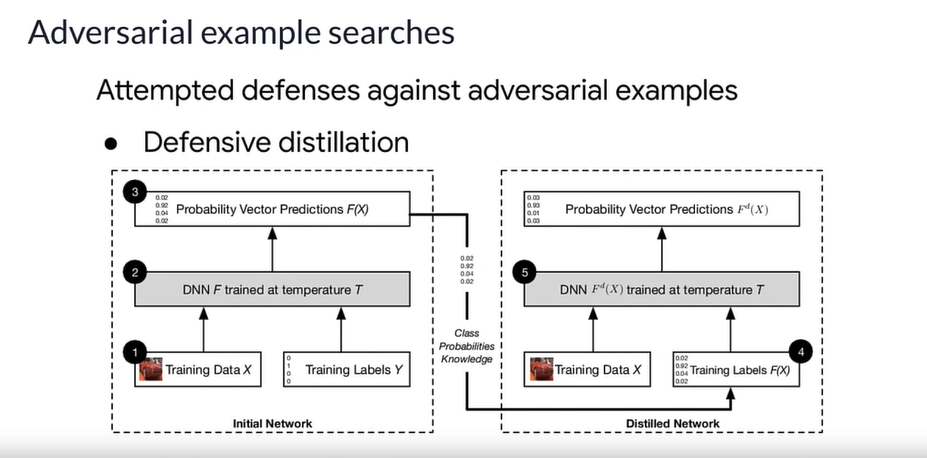 Adversarial example searches
Attempted defenses against adversarial examples
● Defensive distillation
3
0.02
0.92
0.04
0.02
Probability Vector Predictions F(X)
2
DNN F trained at temperature T
1
Training Data X
0
1
0
0
Training Labels Y
Initial Network
0.02
0.92
0.04
0.02
Class
Probabilities
Knowledge
0.03
0.93
0.01
0.03
Probability Vector Predictions Fᵈ(X)
5
DNN Fᵈ(X) trained at temperature T
Training Data X
4
0.02
0.92
0.04
0.02
Training Labels F(X)
Distilled Network